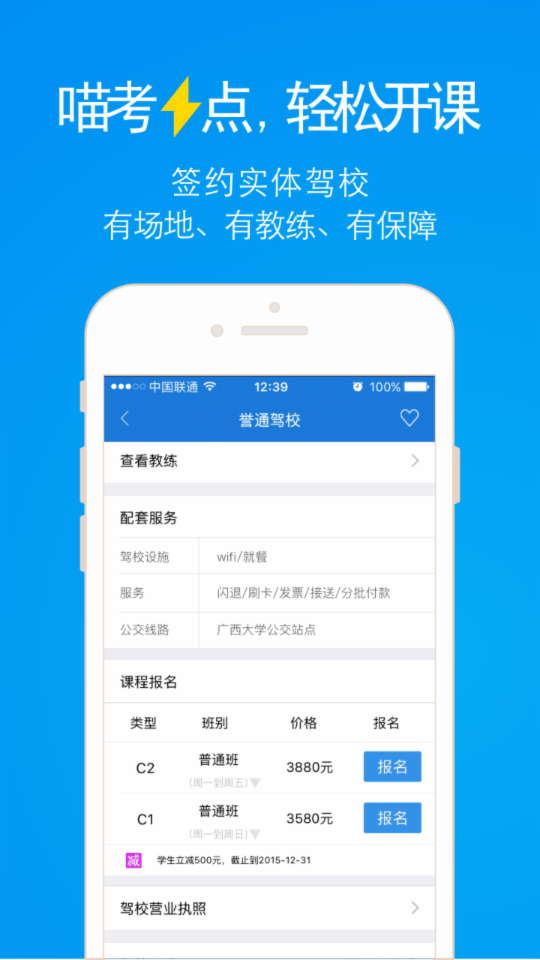 喵考点，轻松开课
签约实体驾校
有场地、有教练、有保障
中国联通 12:39 100%
誉通驾校
查看教练
配套服务
驾校设施 wifi/就餐
服务 闪退/刷卡/发票/接送/分批付款
公交线路 广西大学公交站点
课程报名
类型 班别 价格 报名
C2 普通班 3880元 报名
(周一到周五)
C1 普通班 3580元 报名
(周一到周日)
减 学生立减500元，截止到2015-12-31
驾校营业执照